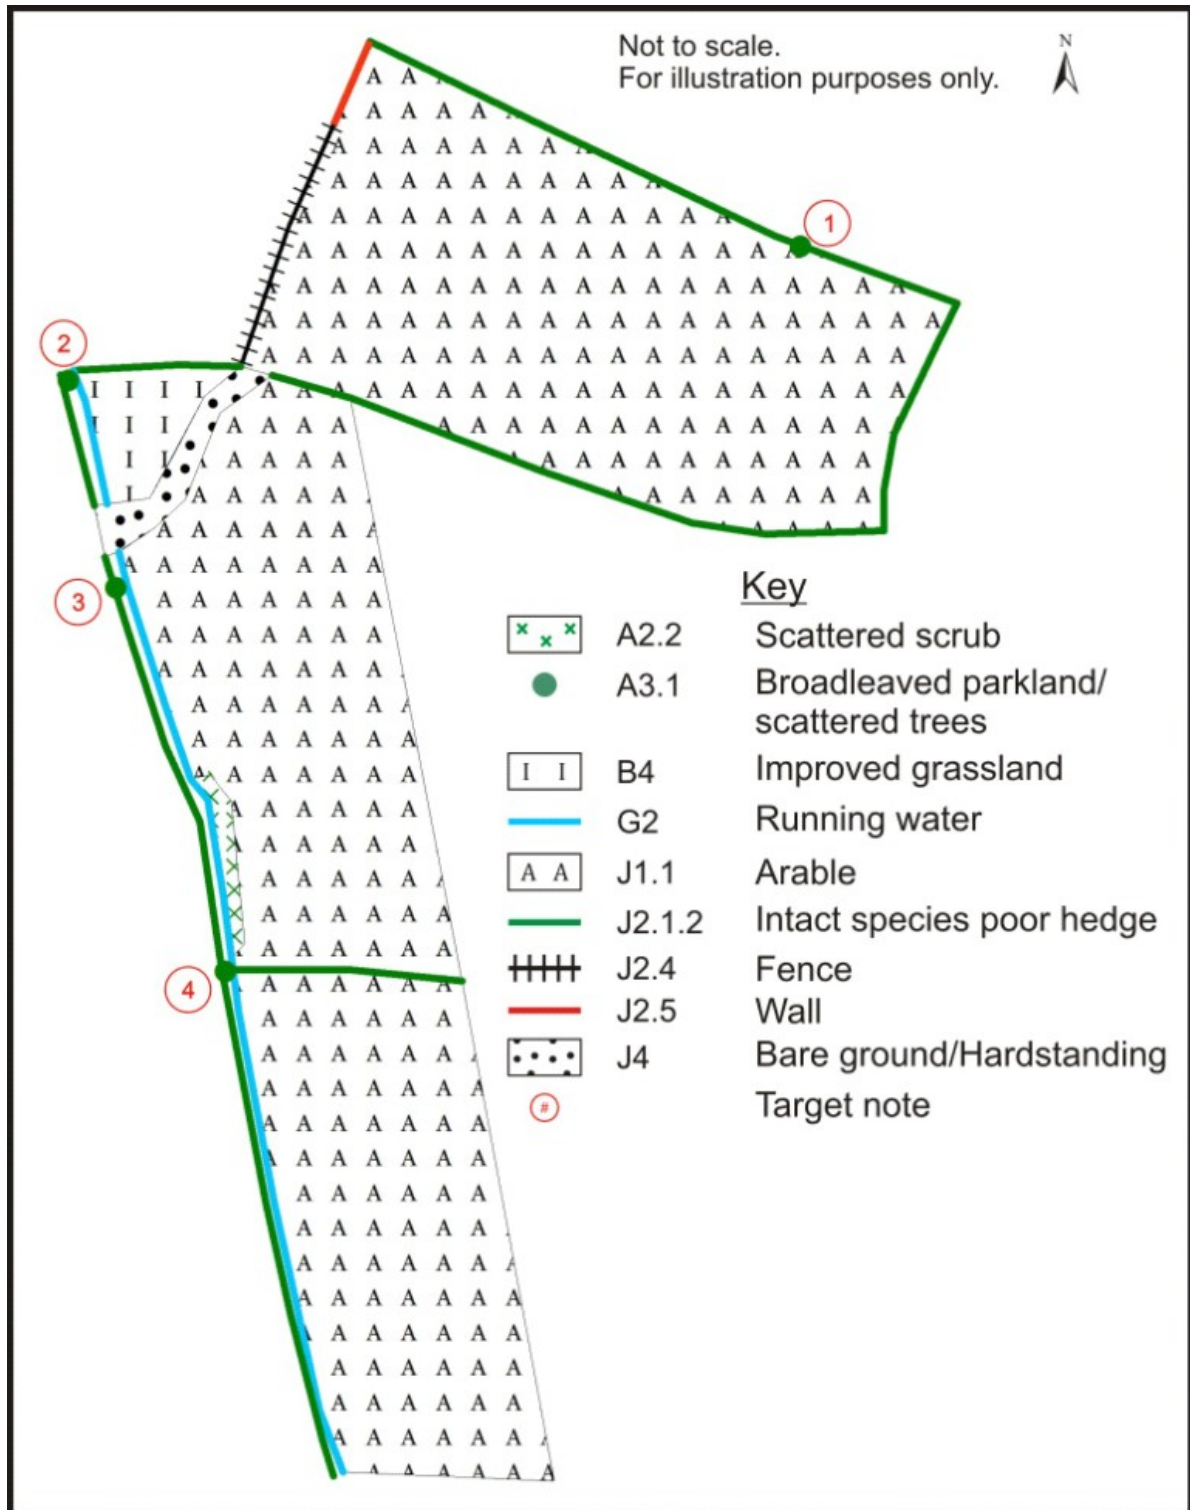 Not to scale.
For illustration purposes only.
N
1
2
3
4
Key
A2.2 Scattered scrub
A3.1 Broadleaved parkland/
scattered trees
I I B4 Improved grassland
G2 Running water
A A J1.1 Arable
J2.1.2 Intact species poor hedge
J2.4 Fence
J2.5 Wall
J4 Bare ground/Hardstanding
# Target note